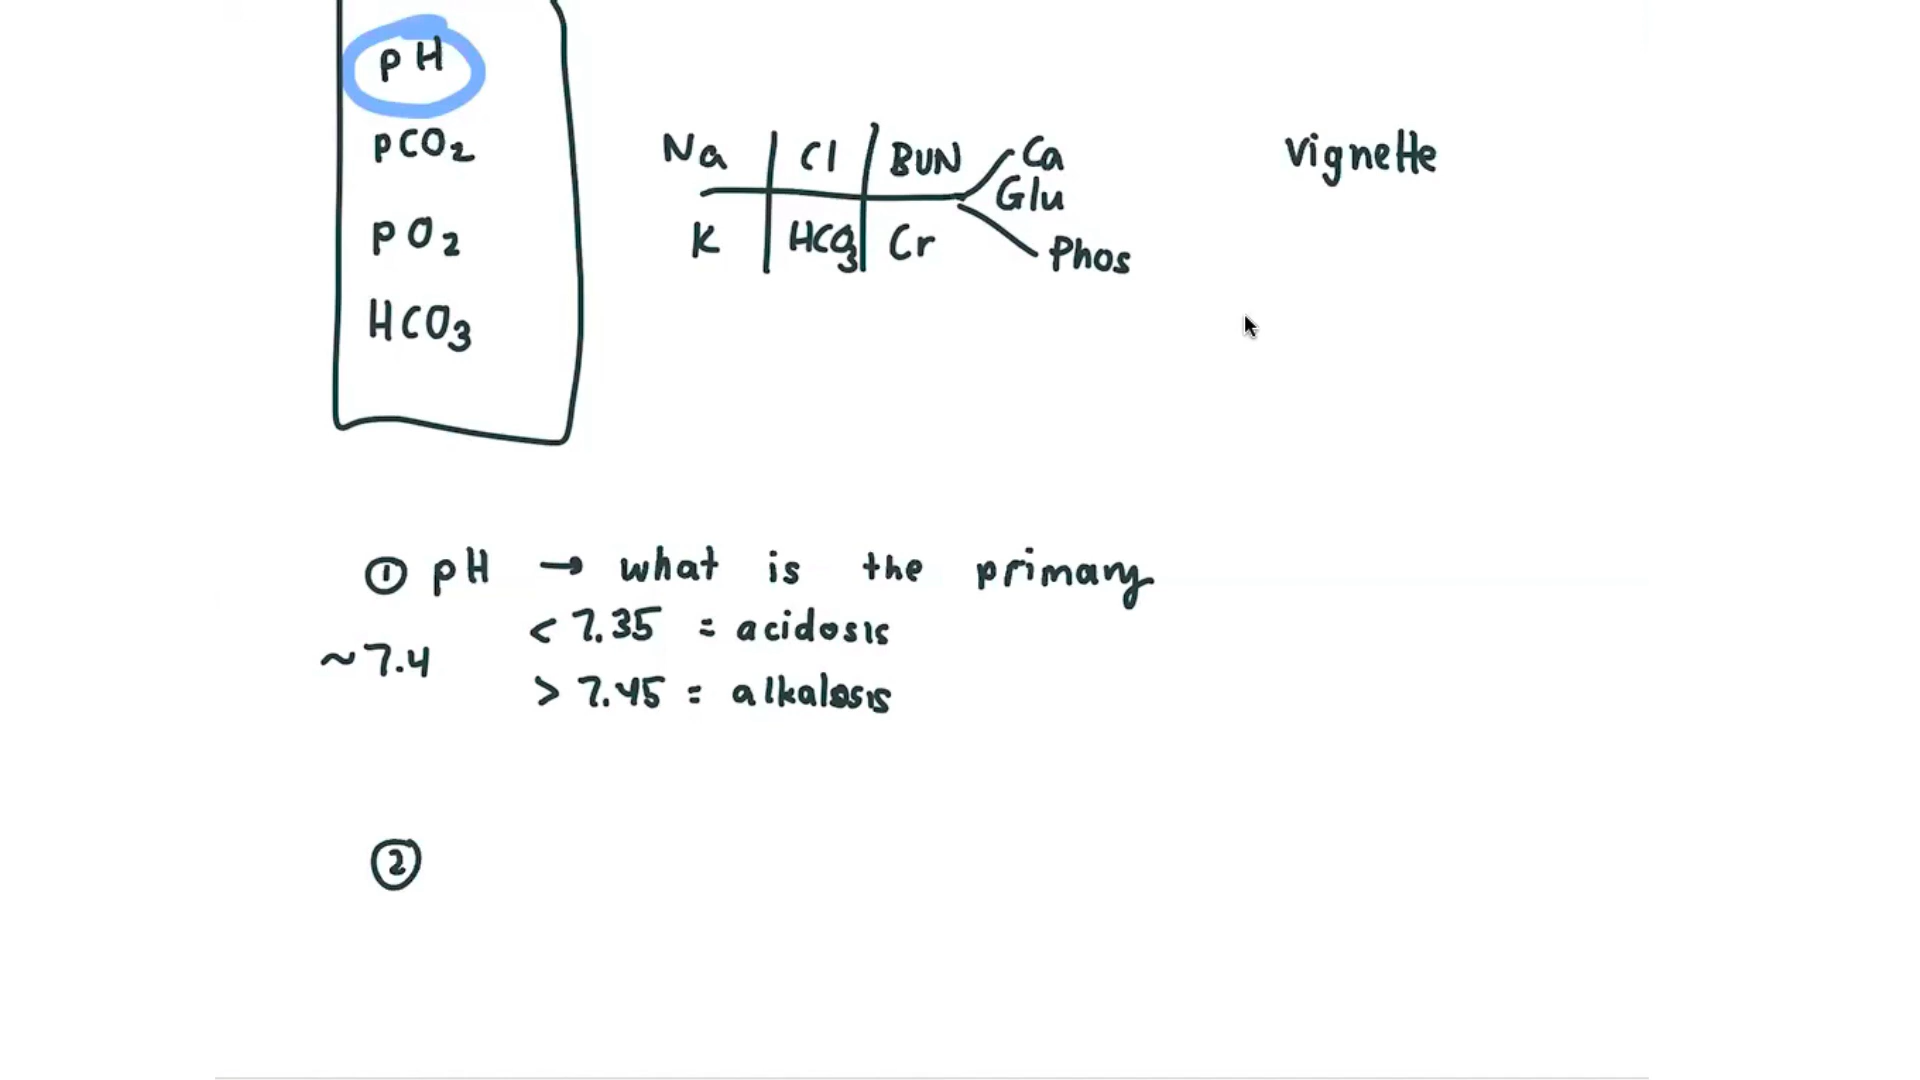 pH
pCO2
pO2
HCO3
Na Cl BUN Ca
Glu
K HCO3 Cr Phos
Vignette
① pH → what is the primary
< 7.35 = acidosis
~7.4
> 7.45 = alkalosis
②